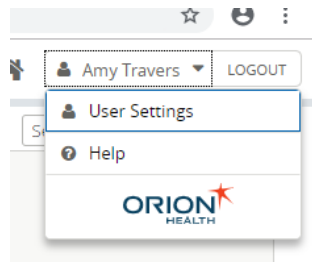 Amy Travers
LOGOUT
User Settings
Help
ORION
HEALTH